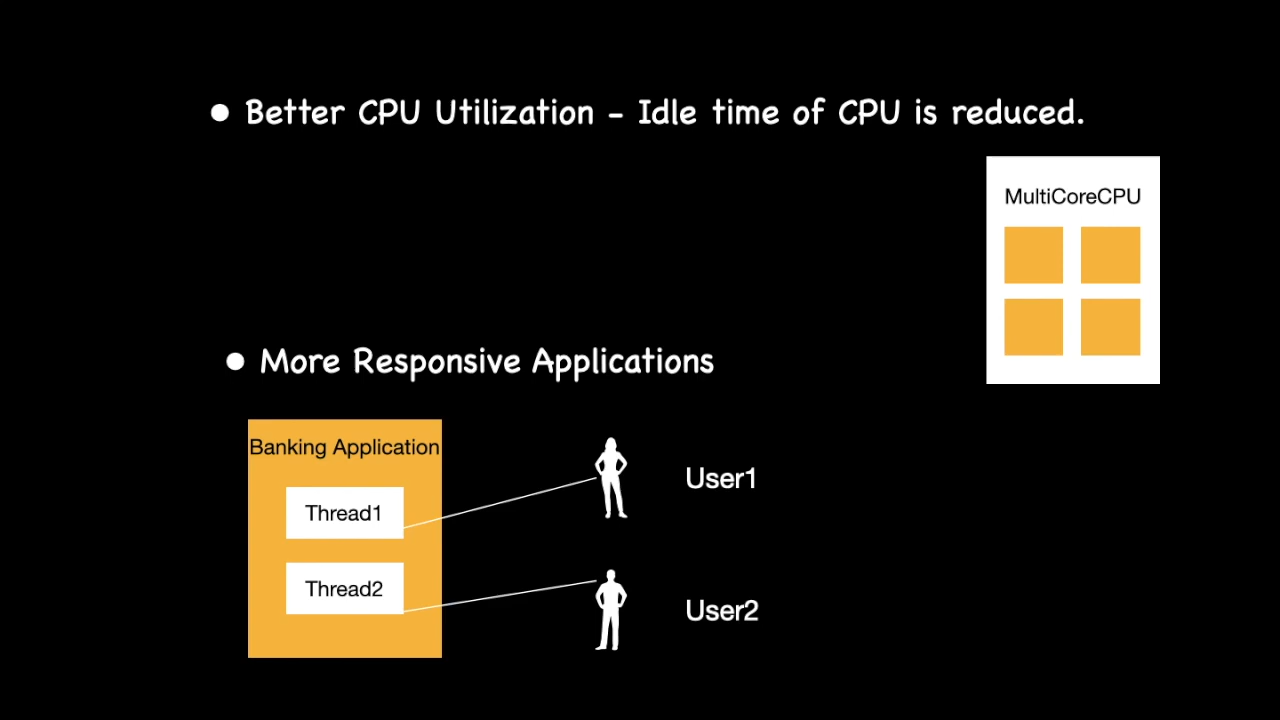 ● Better CPU Utilization - Idle time of CPU is reduced.
MultiCoreCPU
● More Responsive Applications
Banking Application
Thread1
User1
Thread2
User2